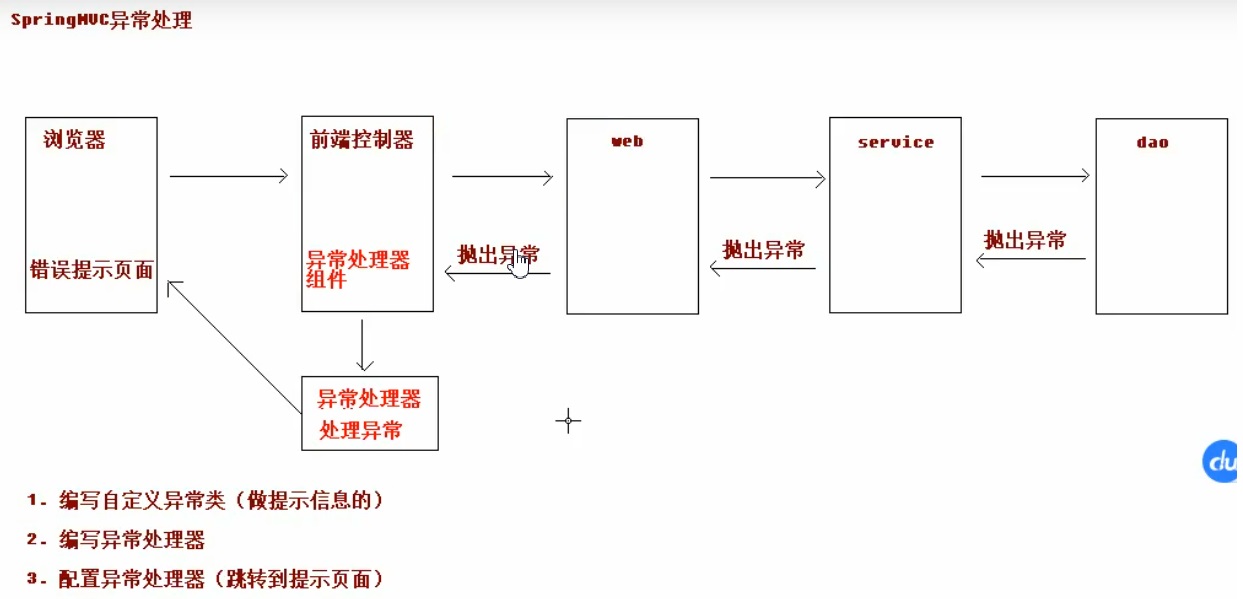 SpringMVC异常处理
浏览器
前端控制器
web
service
dao
抛出异常
抛出异常
抛出异常
错误提示页面
异常处理器
组件
异常处理器
处理异常
du
1. 编写自定义异常类（做提示信息的）
2. 编写异常处理器
3. 配置异常处理器（跳转到提示页面）